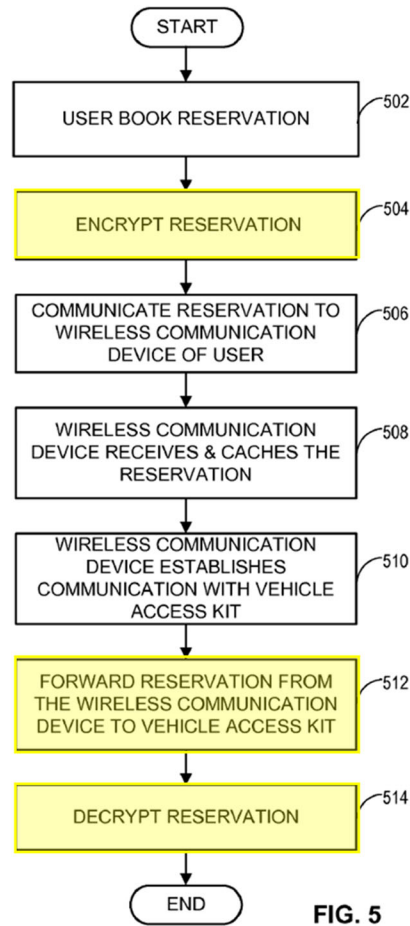 START
USER BOOK RESERVATION
502
ENCRYPT RESERVATION
504
COMMUNICATE RESERVATION TO
WIRELESS COMMUNICATION
DEVICE OF USER
506
WIRELESS COMMUNICATION
DEVICE RECEIVES & CACHES THE
RESERVATION
508
WIRELESS COMMUNICATION
DEVICE ESTABLISHES
COMMUNICATION WITH VEHICLE
ACCESS KIT
510
FORWARD RESERVATION FROM
THE WIRELESS COMMUNICATION
DEVICE TO VEHICLE ACCESS KIT
512
DECRYPT RESERVATION
514
END
FIG. 5